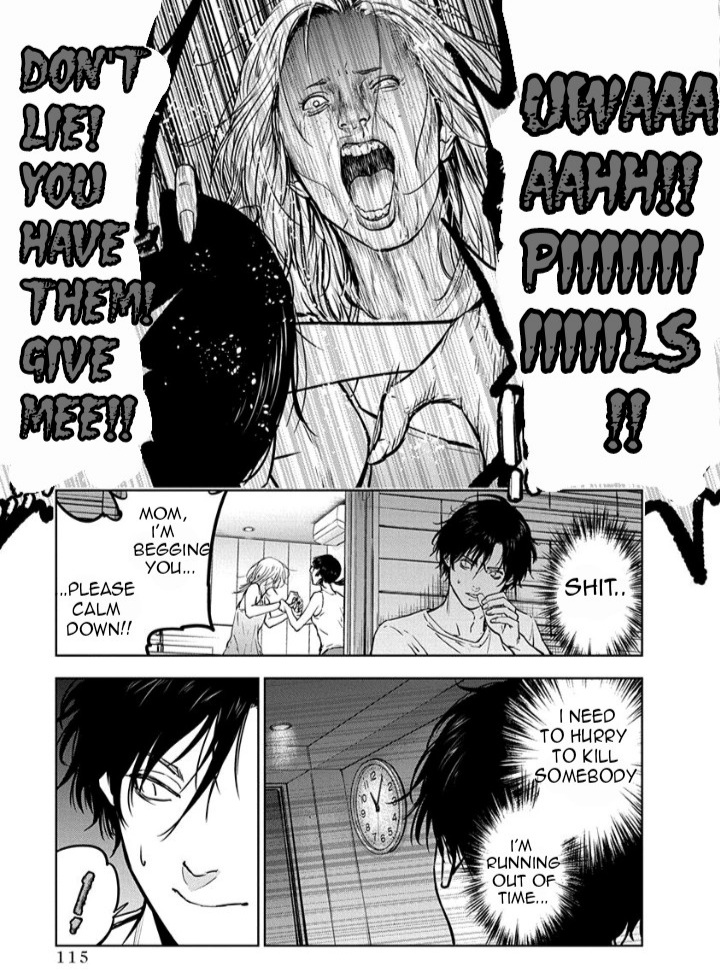 UWAAA
AAHH!!
PIIIIIIII
IIIIILS
!!
DON'T
LIE!
YOU
HAVE
THEM!
GIVE
MEE!!
SHIT..
MOM,
I'M
BEGGING
YOU...
..PLEASE
CALM
DOWN!!
I NEED
TO HURRY
TO KILL
SOMEBODY
I'M
RUNNING
OUT OF
TIME...
!
115